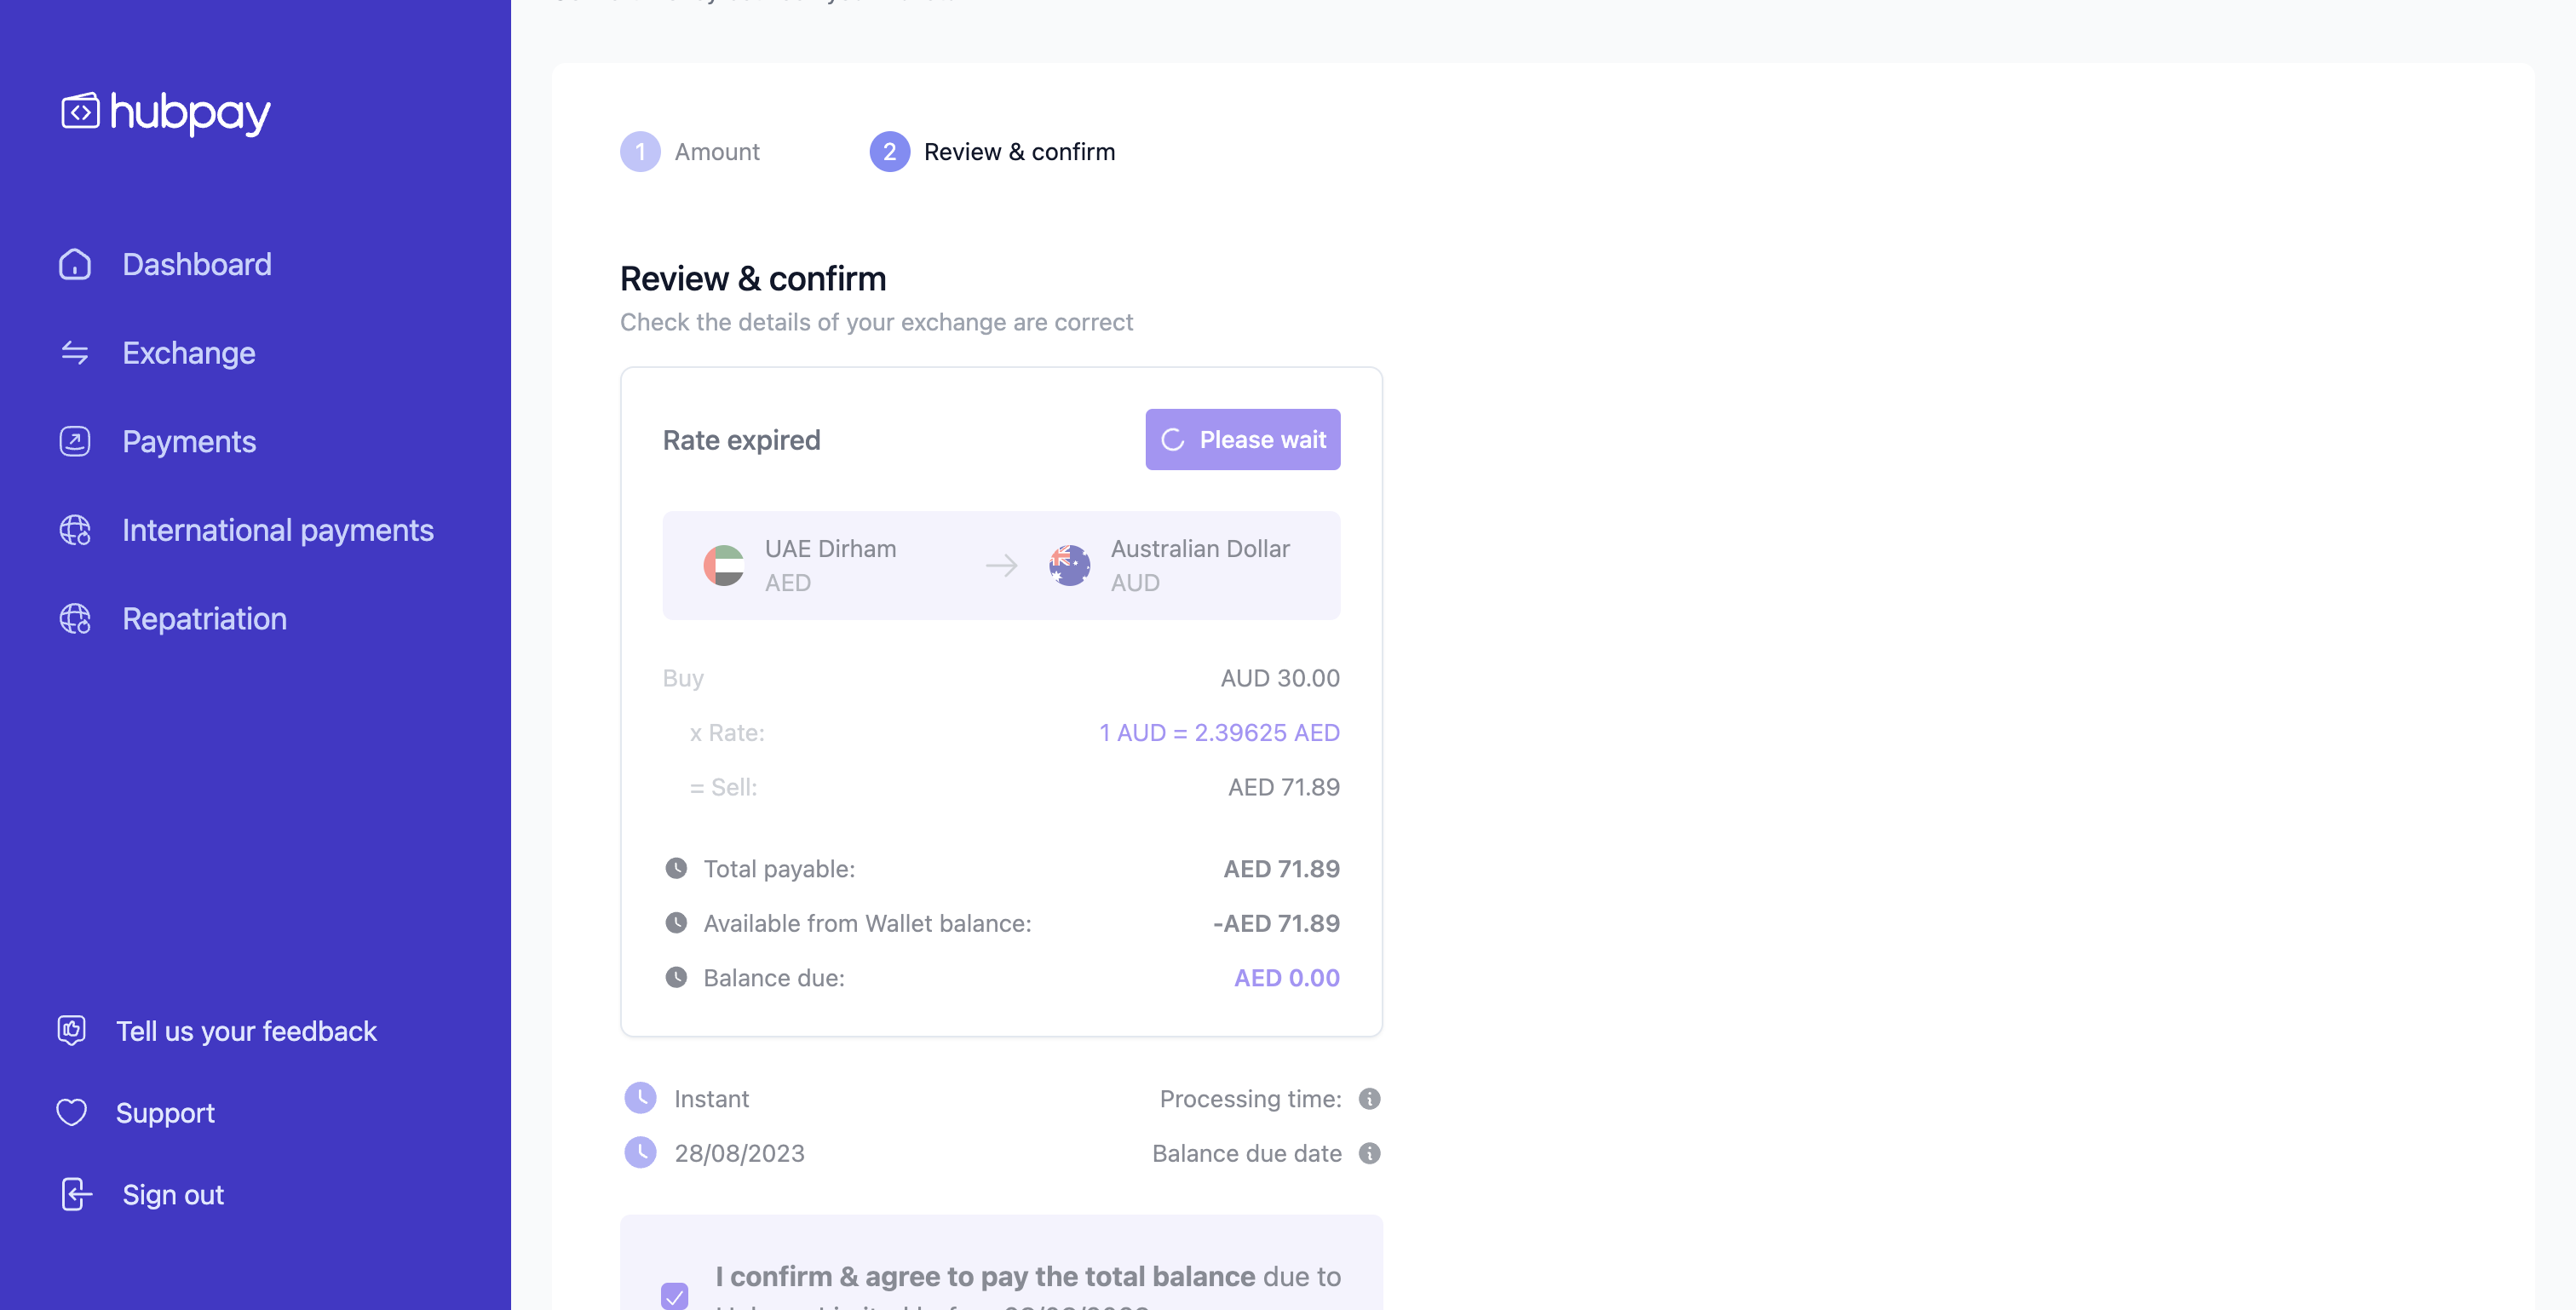 hubpay
Dashboard
Exchange
Payments
International payments
Repatriation
Tell us your feedback
Support
Sign out
1 Amount
2 Review & confirm
Review & confirm
Check the details of your exchange are correct
Rate expired
Please wait
UAE Dirham
AED
Australian Dollar
AUD
Buy AUD 30.00
x Rate: 1 AUD = 2.39625 AED
= Sell: AED 71.89
Total payable: AED 71.89
Available from Wallet balance: -AED 71.89
Balance due: AED 0.00
Instant Processing time:
28/08/2023 Balance due date
I confirm & agree to pay the total balance due to